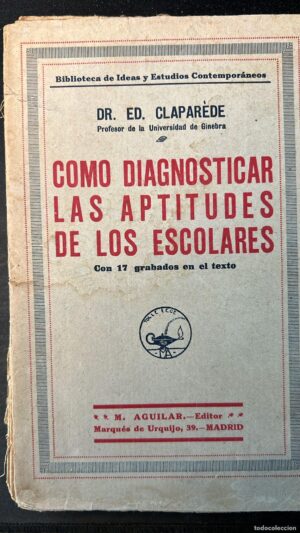 Biblioteca de Ideas y Estudios Contemporáneos
DR. ED. CLAPARÈDE
Profesor de la Universidad de Ginebra
COMO DIAGNOSTICAR
LAS APTITUDES
DE LOS ESCOLARES
Con 17 grabados en el texto
M. A.
M. AGUILAR.—Editor
Marqués de Urquijo, 39.—MADRID
todocoleccion